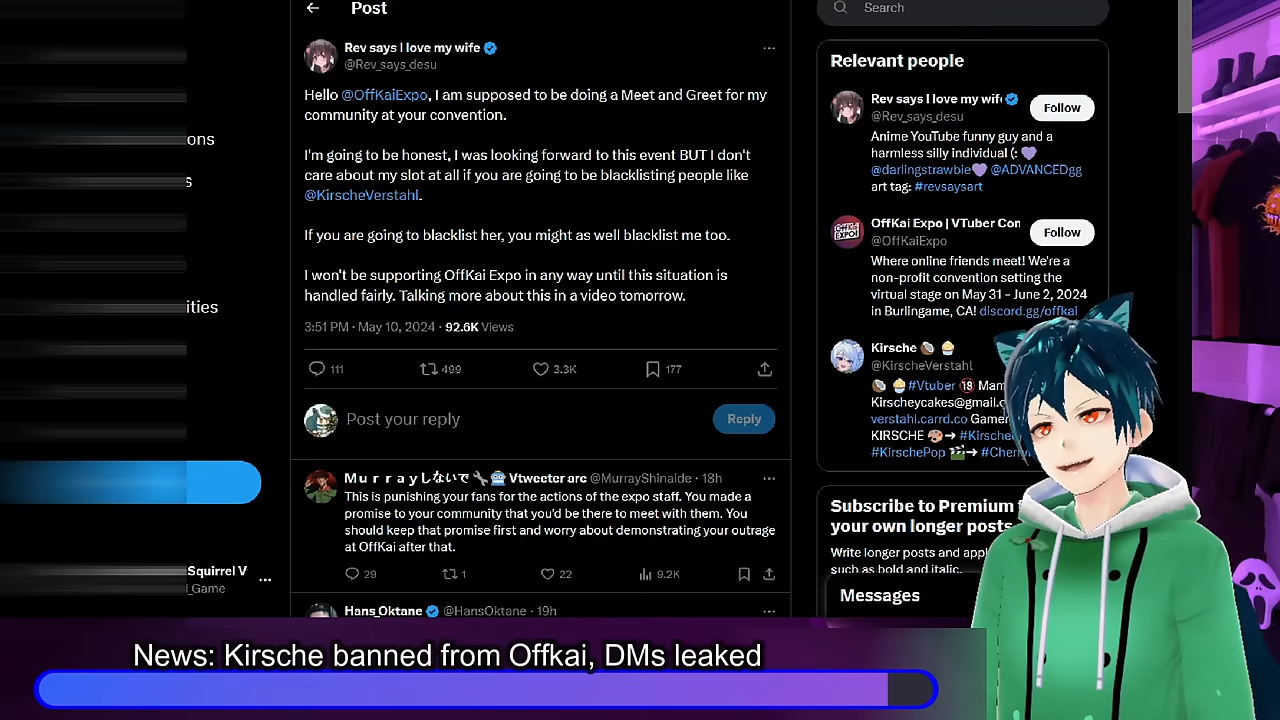 Post
Search
Rev says I love my wife
@Rev_says_desu
Hello @OffKaiExpo, I am supposed to be doing a Meet and Greet for my
community at your convention.
I'm going to be honest, I was looking forward to this event BUT I don't
care about my slot at all if you are going to be blacklisting people like
@KirscheVerstahl.
If you are going to blacklist her, you might as well blacklist me too.
I won't be supporting OffKai Expo in any way until this situation is
handled fairly. Talking more about this in a video tomorrow.
3:51 PM · May 10, 2024 · 92.6K Views
111
499
3.3K
177
Post your reply
Reply
M u r r a y しないで Vtweeter arc @MurrayShinaide · 18h
This is punishing your fans for the actions of the expo staff. You made a
promise to your community that you'd be there to meet with them. You
should keep that promise first and worry about demonstrating your outrage
at OffKai after that.
29
1
22
9.2K
Hans_Oktane @HansOktane · 19h
Relevant people
Rev says I love my wife
@Rev_says_desu
Follow
Anime YouTube funny guy and a
harmless silly individual (:
@darlingstrawble @ADVANCEDgg
art tag: #revsaysart
OffKai Expo | VTuber Con
@OffKaiExpo
Follow
Where online friends meet! We're a
non-profit convention setting the
virtual stage on May 31 - June 2, 2024
in Burlingame, CA! discord.gg/offkai
Kirsche
@KirscheVerstahl
#Vtuber
Kirscheycakes@gmail.c
verstahl.carrd.co Gamer
KIRSCHE
#KirschePop
Subscribe to Premium
your own longer posts
Write longer posts and appl
such as bold and italic.
Messages
ons
s
ities
Squirrel V
_Game
News: Kirsche banned from Offkai, DMs leaked
OFFKAI
EXPO!